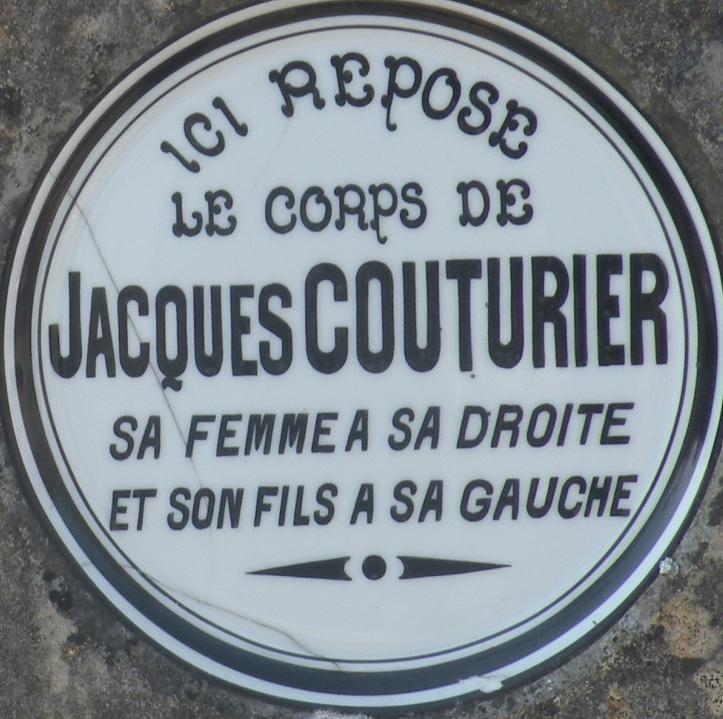 ICI REPOSE
LE CORPS DE
JACQUES COUTURIER
SA FEMME A SA DROITE
ET SON FILS A SA GAUCHE